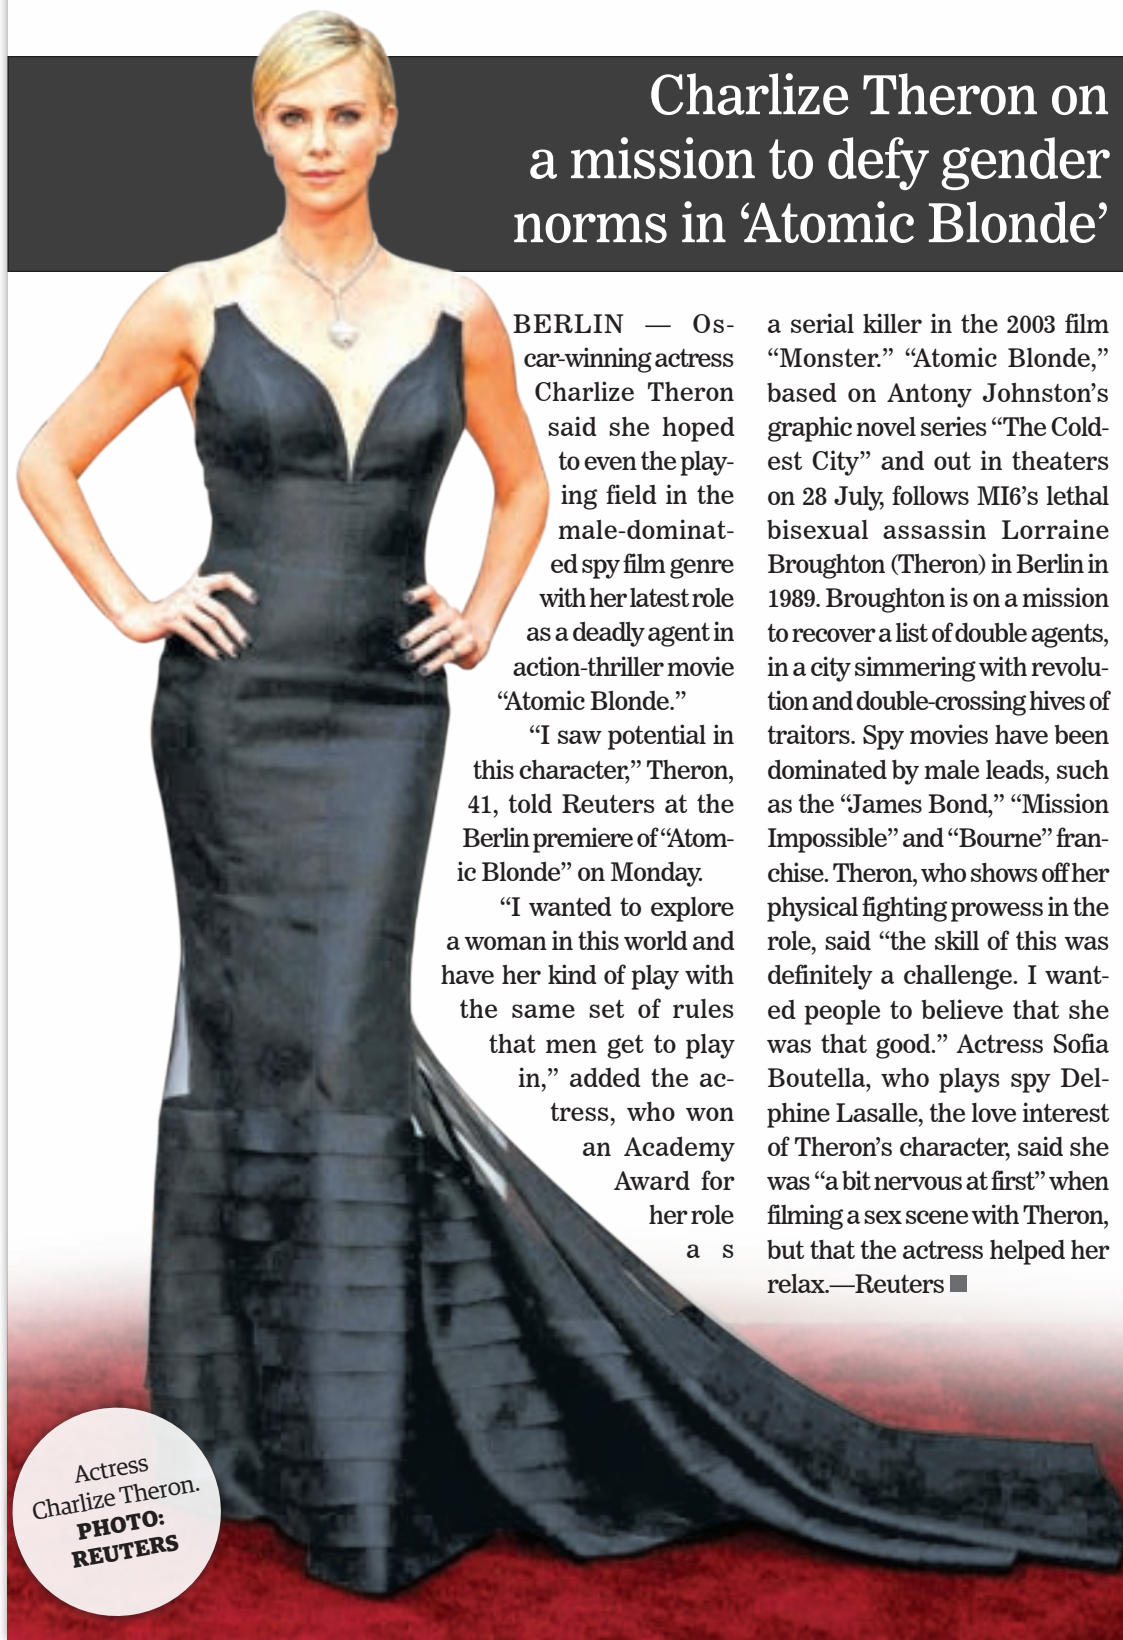 Charlize Theron on
a mission to defy gender
norms in ‘Atomic Blonde’
BERLIN — Os-
car-winning actress
Charlize Theron
said she hoped
to even the play-
ing field in the
male-dominat-
ed spy film genre
with her latest role
as a deadly agent in
action-thriller movie
“Atomic Blonde.”
“I saw potential in
this character,” Theron,
41, told Reuters at the
Berlin premiere of “Atom-
ic Blonde” on Monday.
“I wanted to explore
a woman in this world and
have her kind of play with
the same set of rules
that men get to play
in,” added the ac-
tress, who won
an Academy
Award for
her role
a s
a serial killer in the 2003 film
“Monster.” “Atomic Blonde,”
based on Antony Johnston’s
graphic novel series “The Cold-
est City” and out in theaters
on 28 July, follows MI6’s lethal
bisexual assassin Lorraine
Broughton (Theron) in Berlin in
1989. Broughton is on a mission
to recover a list of double agents,
in a city simmering with revolu-
tion and double-crossing hives of
traitors. Spy movies have been
dominated by male leads, such
as the “James Bond,” “Mission
Impossible” and “Bourne” fran-
chise. Theron, who shows off her
physical fighting prowess in the
role, said “the skill of this was
definitely a challenge. I want-
ed people to believe that she
was that good.” Actress Sofia
Boutella, who plays spy Del-
phine Lasalle, the love interest
of Theron’s character, said she
was “a bit nervous at first” when
filming a sex scene with Theron,
but that the actress helped her
relax.—Reuters
Actress
Charlize Theron.
PHOTO:
REUTERS